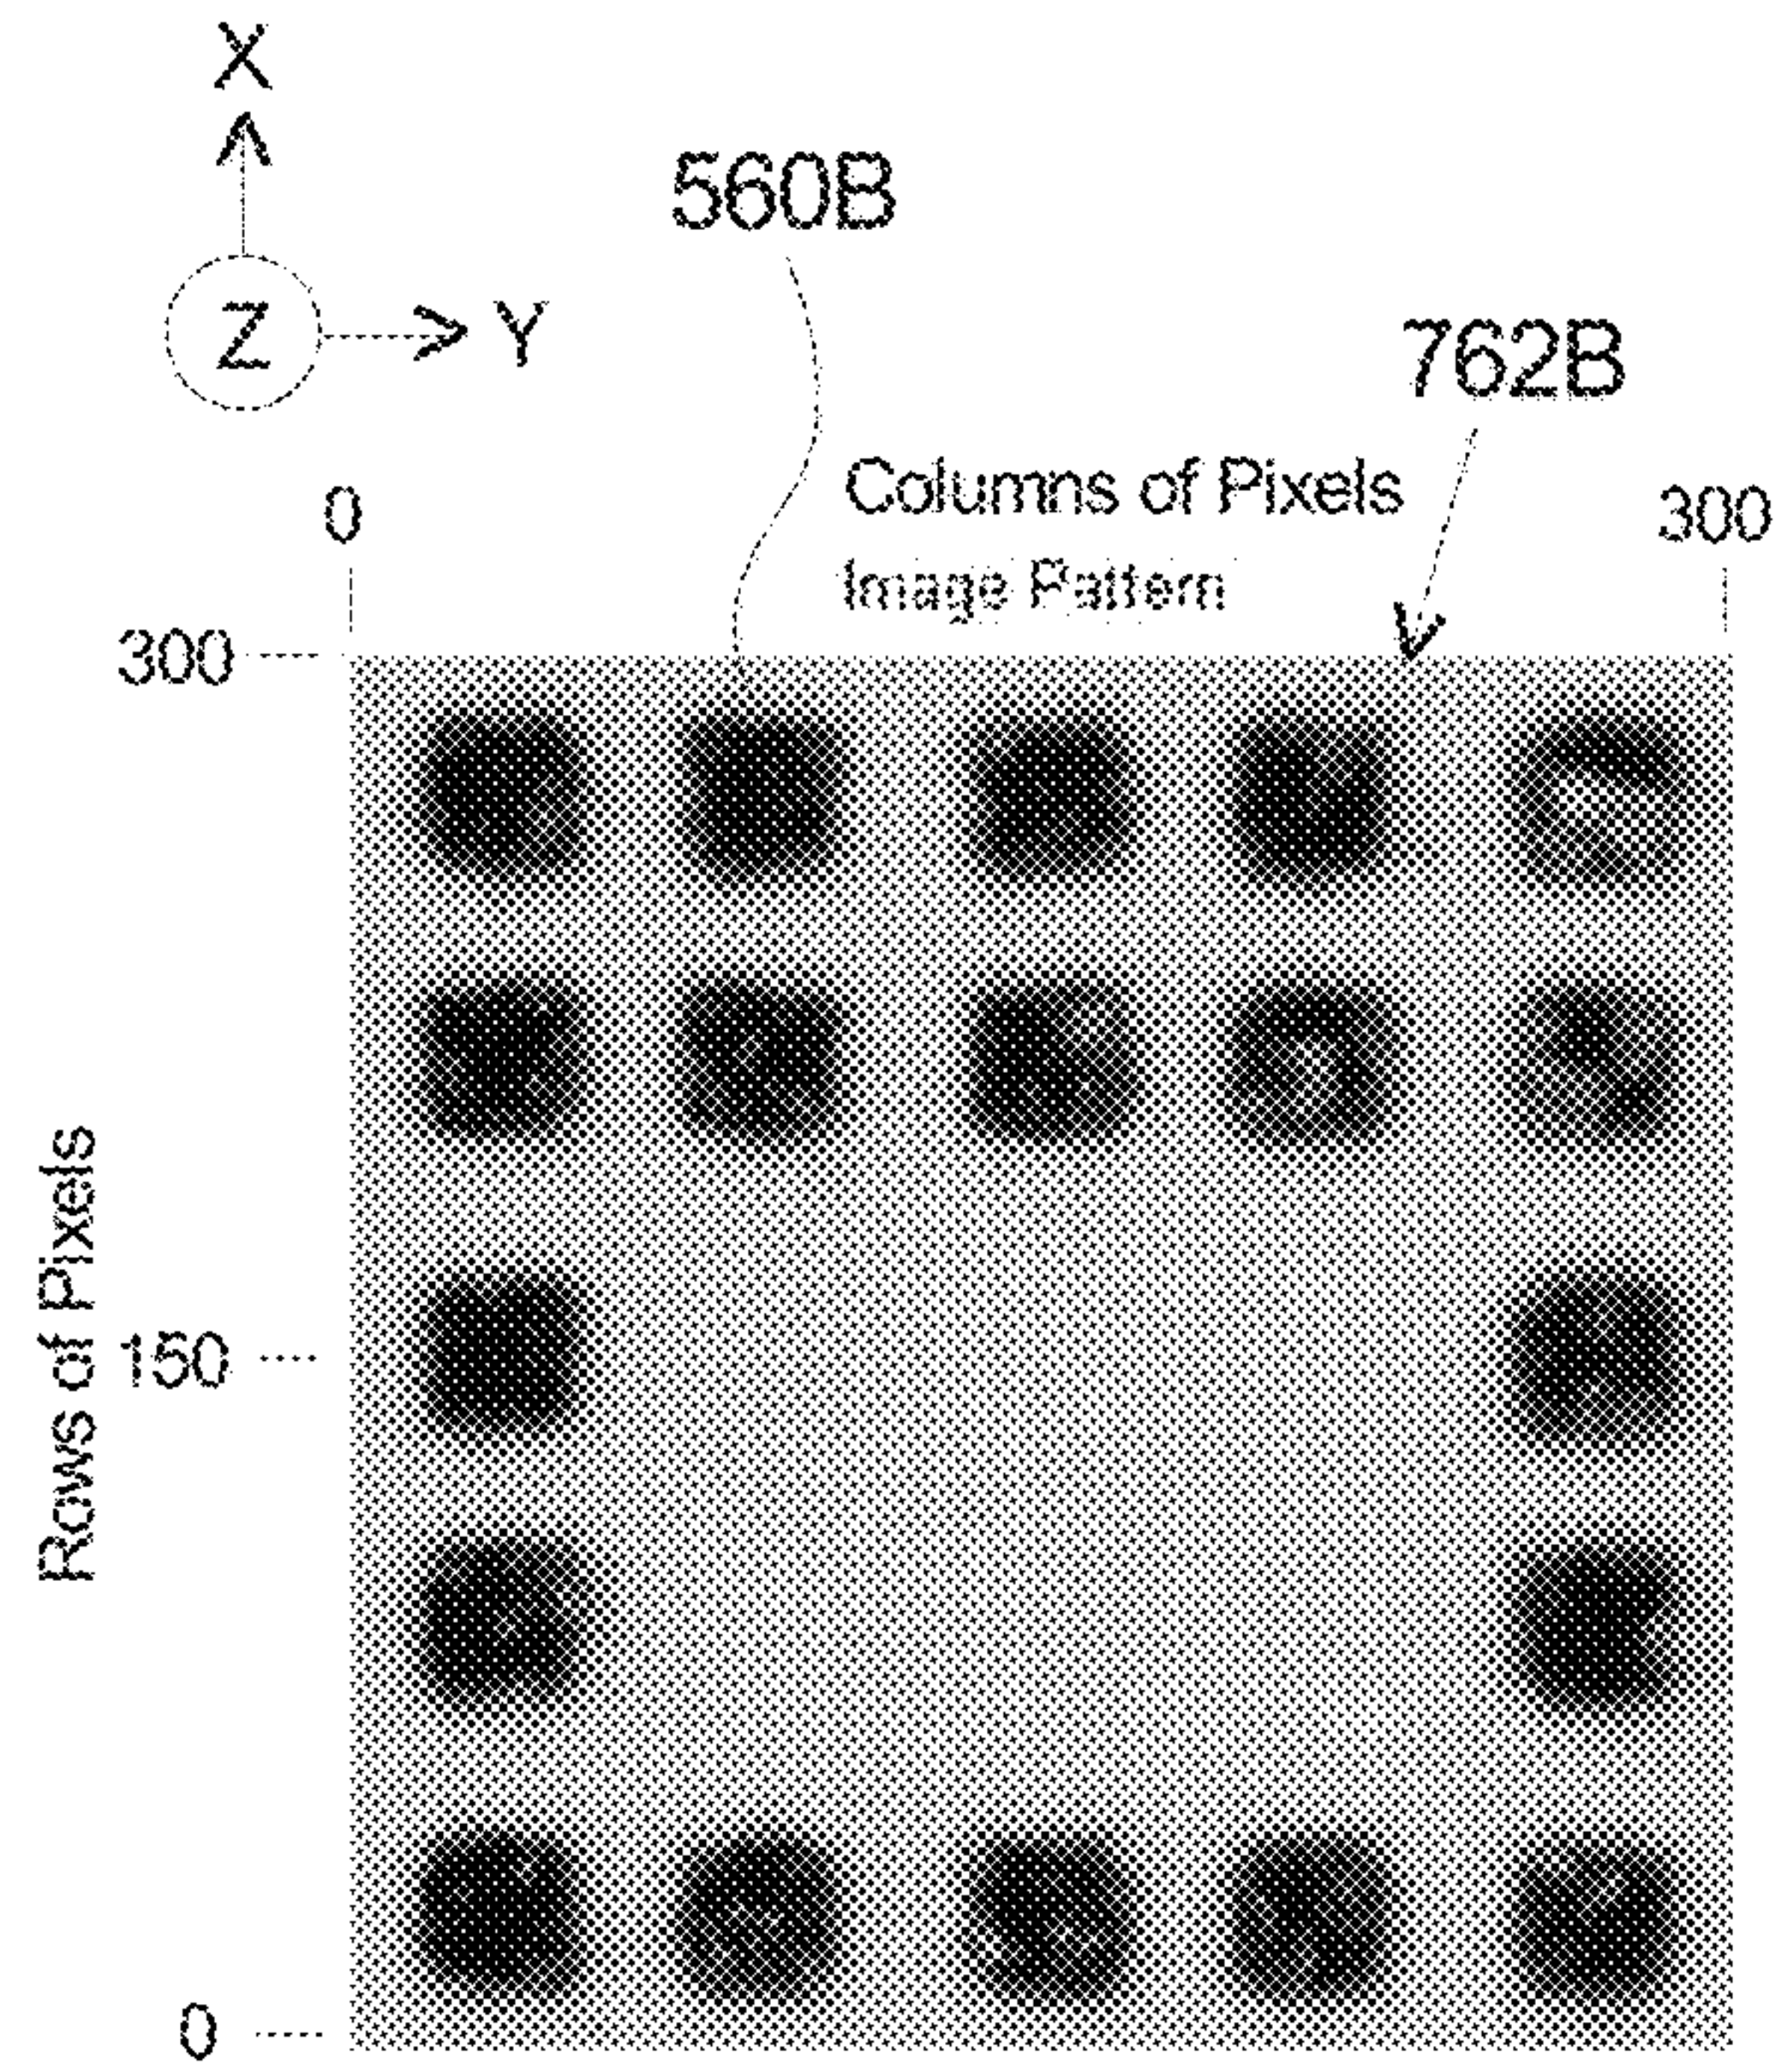 X
560B
Z
Y
762B
Columns of Pixels
0
300
Image Pattern
300
Rows of Pixels
150
0